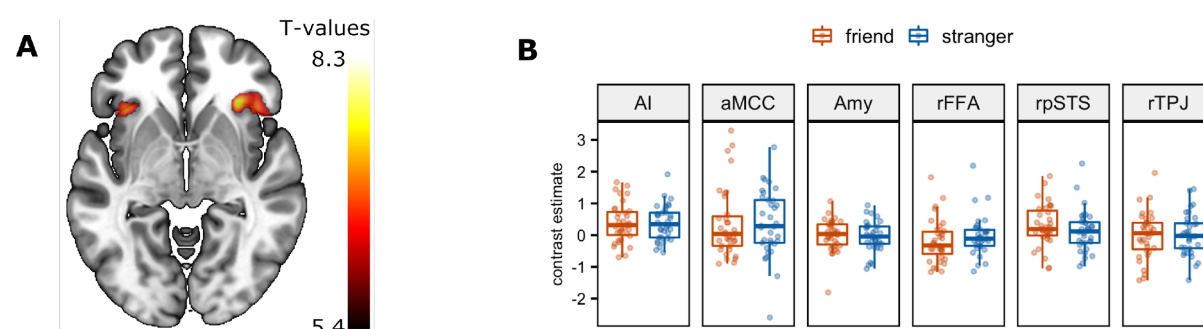 A
T-values
8.3
5.4
B
friend stranger
AI aMCC Amy rFFA rpSTS rTPJ
contrast estimate
3
2
1
0
-1
-2